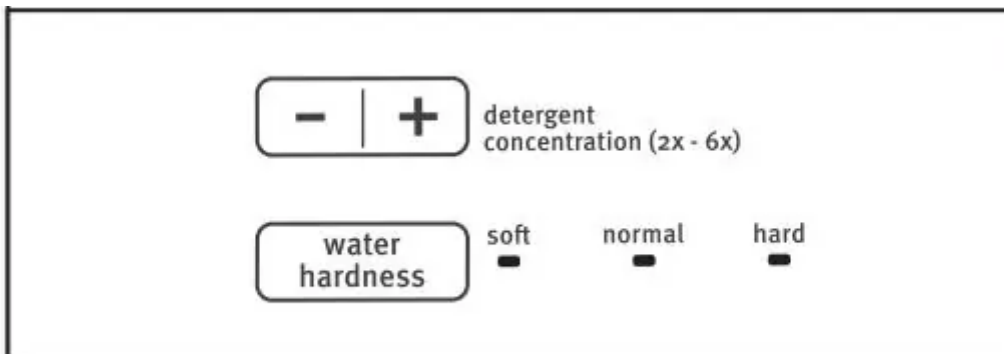 - +
detergent
concentration (2x - 6x)
water
hardness
soft normal hard